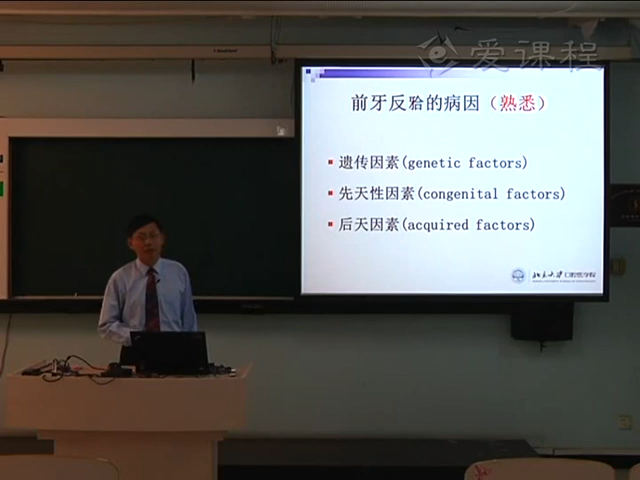 爱课程
前牙反𬌗的病因（熟悉）
遗传因素(genetic factors)
先天性因素(congenital factors)
后天因素(acquired factors)
北京大学口腔医学院